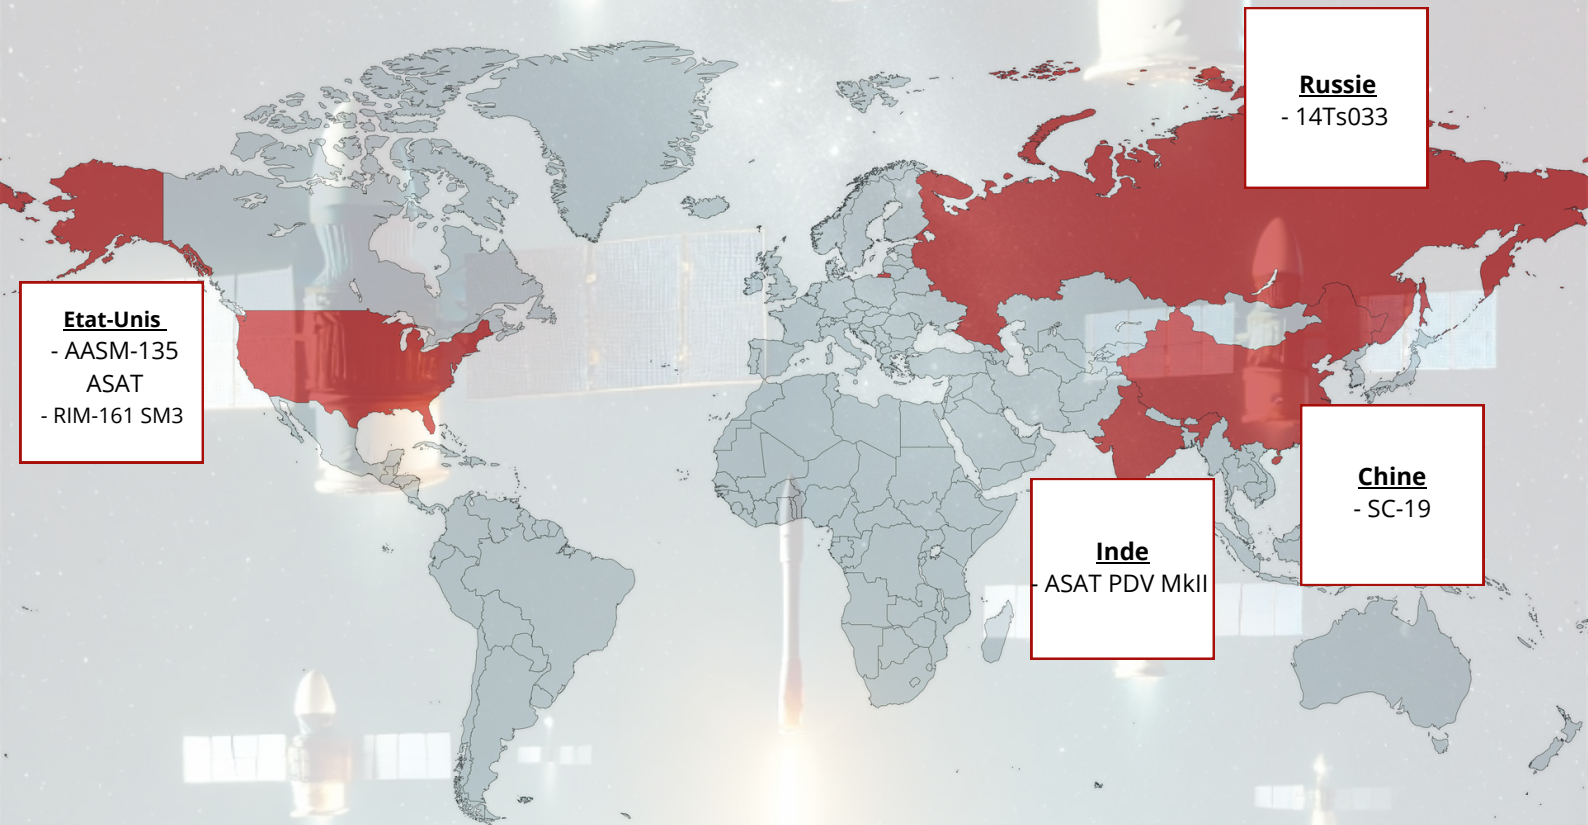 Russie
- 14Ts033
Etat-Unis
- AASM-135
ASAT
- RIM-161 SM3
Chine
- SC-19
Inde
- ASAT PDV MkII